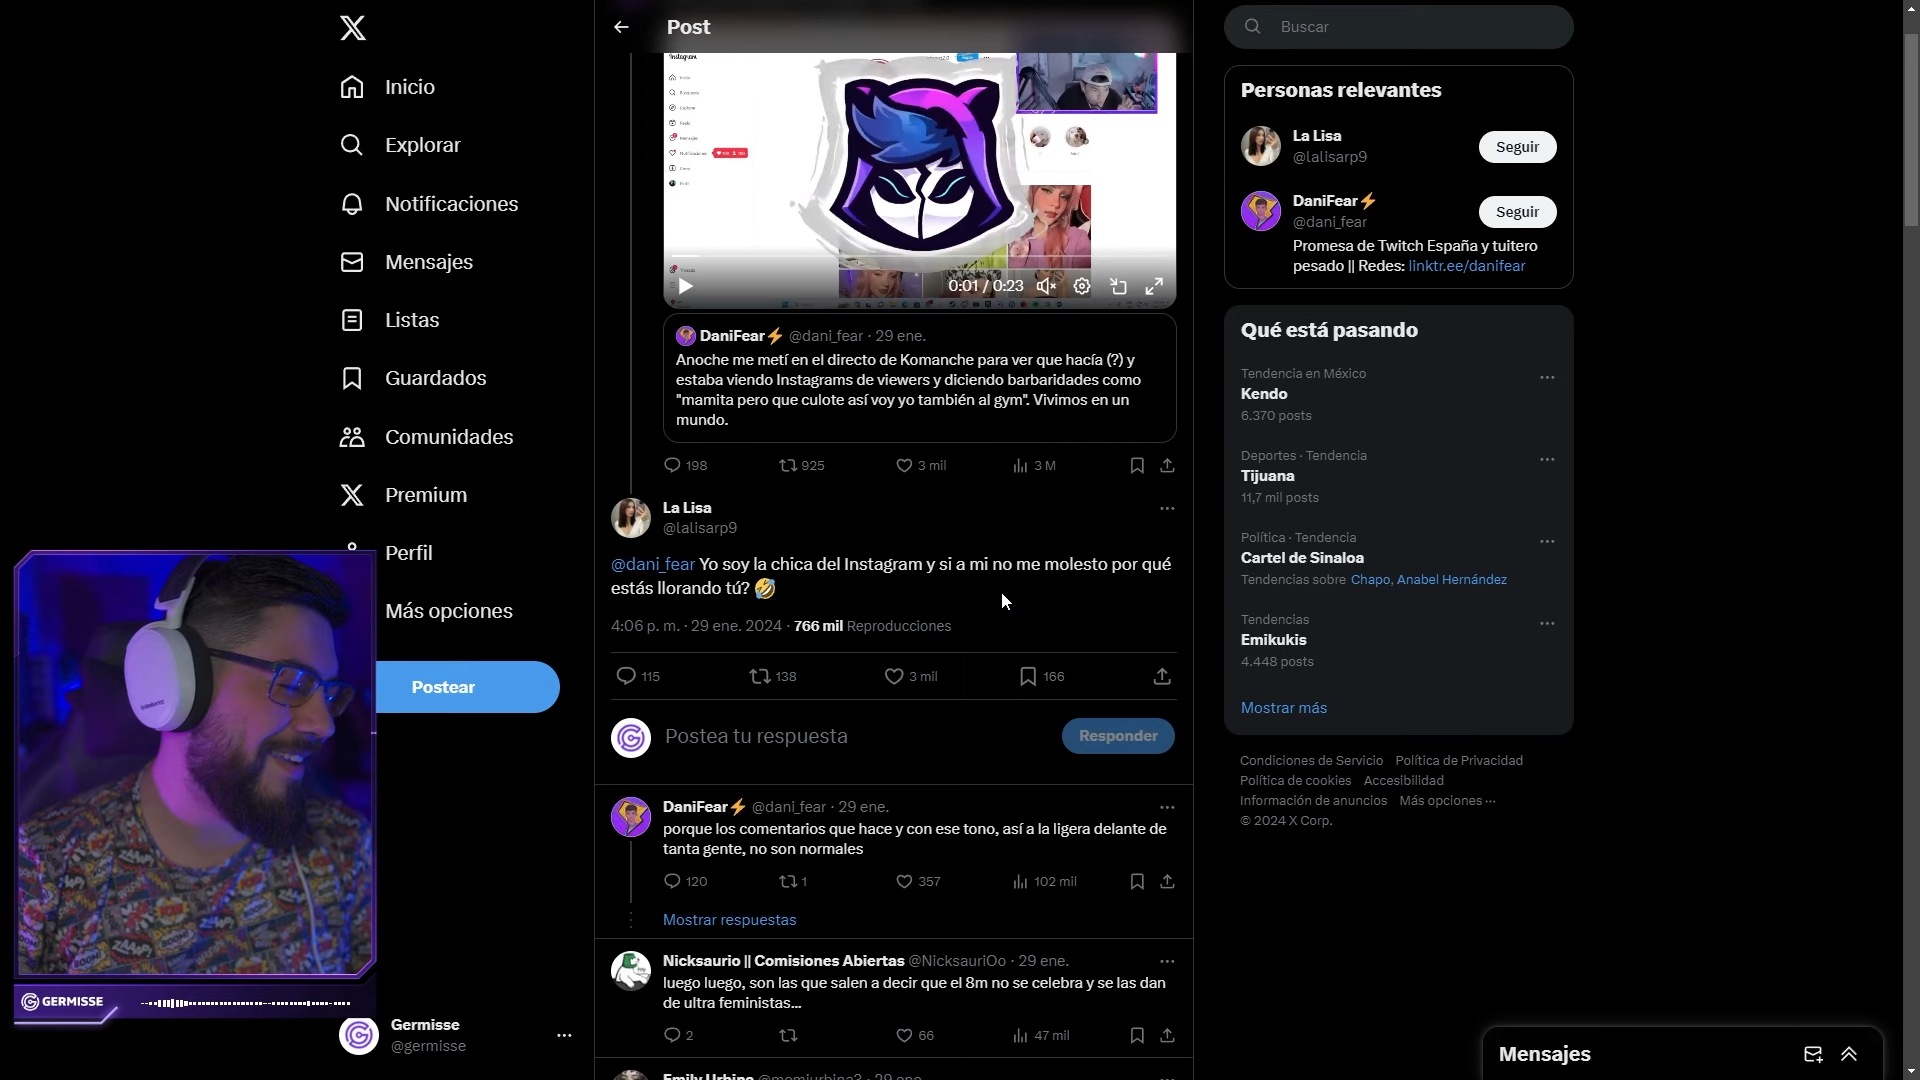 Post
Buscar
Inicio
Explorar
Notificaciones
Mensajes
Listas
Guardados
Comunidades
Premium
Perfil
Más opciones
Postear
GERMISSE
Germisse
@germisse
Instagram
0:01 / 0:23
DaniFear⚡ @dani_fear · 29 ene.
Anoche me metí en el directo de Komanche para ver que hacía (?) y
estaba viendo Instagrams de viewers y diciendo barbaridades como
"mamita pero que culote así voy yo también al gym". Vivimos en un
mundo.
198 925 3 mil 3 M
La Lisa
@lalisarp9
@dani_fear Yo soy la chica del Instagram y si a mi no me molesto por qué
estás llorando tú? 🤣
4:06 p. m. · 29 ene. 2024 · 766 mil Reproducciones
115 138 3 mil 166
Postea tu respuesta
Responder
DaniFear⚡ @dani_fear · 29 ene.
porque los comentarios que hace y con ese tono, así a la ligera delante de
tanta gente, no son normales
120 1 357 102 mil
Mostrar respuestas
Nicksaurio || Comisiones Abiertas @NicksauriOo · 29 ene.
luego luego, son las que salen a decir que el 8m no se celebra y se las dan
de ultra feministas...
2 66 47 mil
Personas relevantes
La Lisa
@lalisarp9
Seguir
DaniFear⚡
@dani_fear
Seguir
Promesa de Twitch España y tuitero
pesado || Redes: linktr.ee/danifear
Qué está pasando
Tendencia en México
Kendo
6.370 posts
Deportes · Tendencia
Tijuana
11,7 mil posts
Política · Tendencia
Cartel de Sinaloa
Tendencias sobre Chapo, Anabel Hernández
Tendencias
Emikukis
4.448 posts
Mostrar más
Condiciones de Servicio Política de Privacidad
Política de cookies Accesibilidad
Información de anuncios Más opciones ···
© 2024 X Corp.
Mensajes